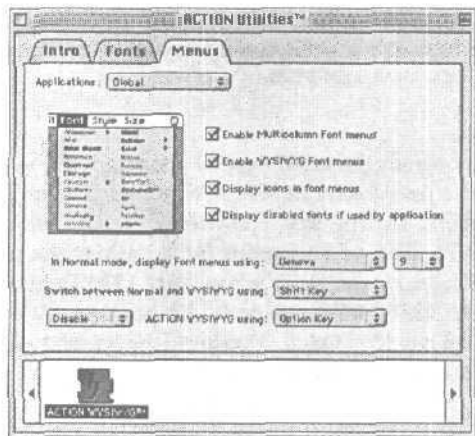 ACTION Utilities™
Intro Fonts Menus
Applications: Global
Font Style Size
Enable Multicolumn Font menus
Enable WYSIWYG Font menus
Display icons in font menus
Display disabled fonts if used by application
In Normal mode, display Font menus using: Geneva 9
Switch between Normal and WYSIWYG using: Shift Key
Disable ACTION WYSIWYG using: Option Key
ACTION WYSIWYG™